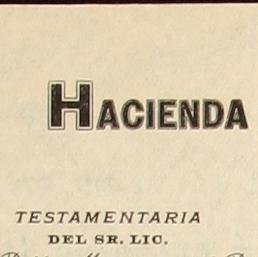 HACIENDA
TESTAMENTARIA
DEL SR. LIC.